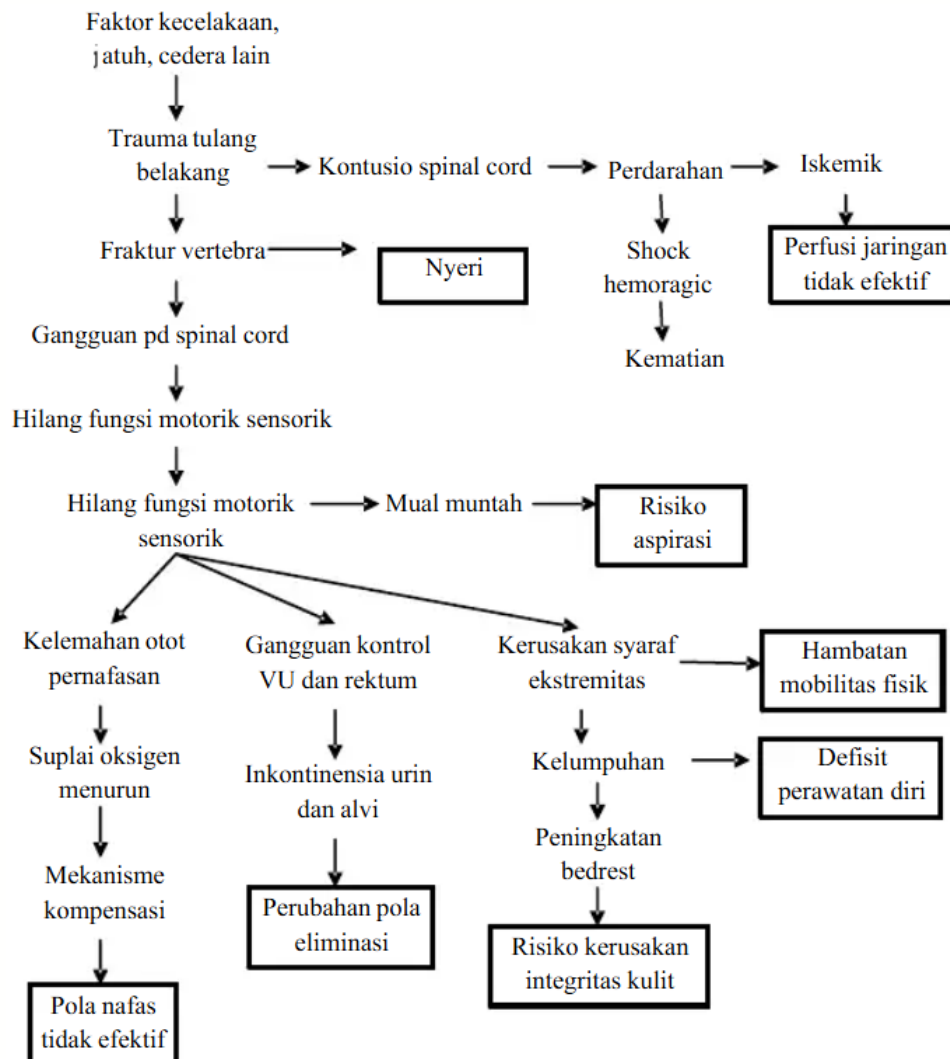 Faktor kecelakaan,
jatuh, cedera lain
Trauma tulang
belakang
Kontusio spinal cord
Perdarahan
Iskemik
Fraktur vertebra
Nyeri
Shock
hemoragic
Perfusi jaringan
tidak efektif
Gangguan pd spinal cord
Kematian
Hilang fungsi motorik sensorik
Hilang fungsi motorik
sensorik
Mual muntah
Risiko
aspirasi
Kelemahan otot
pernafasan
Gangguan kontrol
VU dan rektum
Kerusakan syaraf
ekstremitas
Hambatan
mobilitas fisik
Suplai oksigen
menurun
Inkontinensia urin
dan alvi
Kelumpuhan
Defisit
perawatan diri
Peningkatan
bedrest
Mekanisme
kompensasi
Perubahan pola
eliminasi
Risiko kerusakan
integritas kulit
Pola nafas
tidak efektif